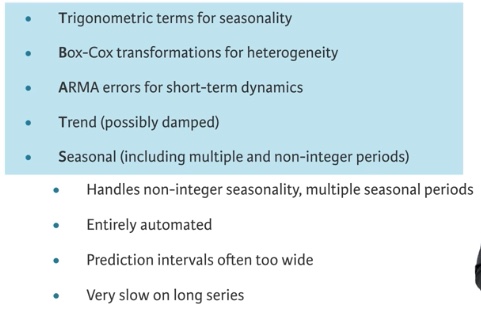 Trigonometric terms for seasonality
Box-Cox transformations for heterogeneity
ARMA errors for short-term dynamics
Trend (possibly damped)
Seasonal (including multiple and non-integer periods)
Handles non-integer seasonality, multiple seasonal periods
Entirely automated
Prediction intervals often too wide
Very slow on long series